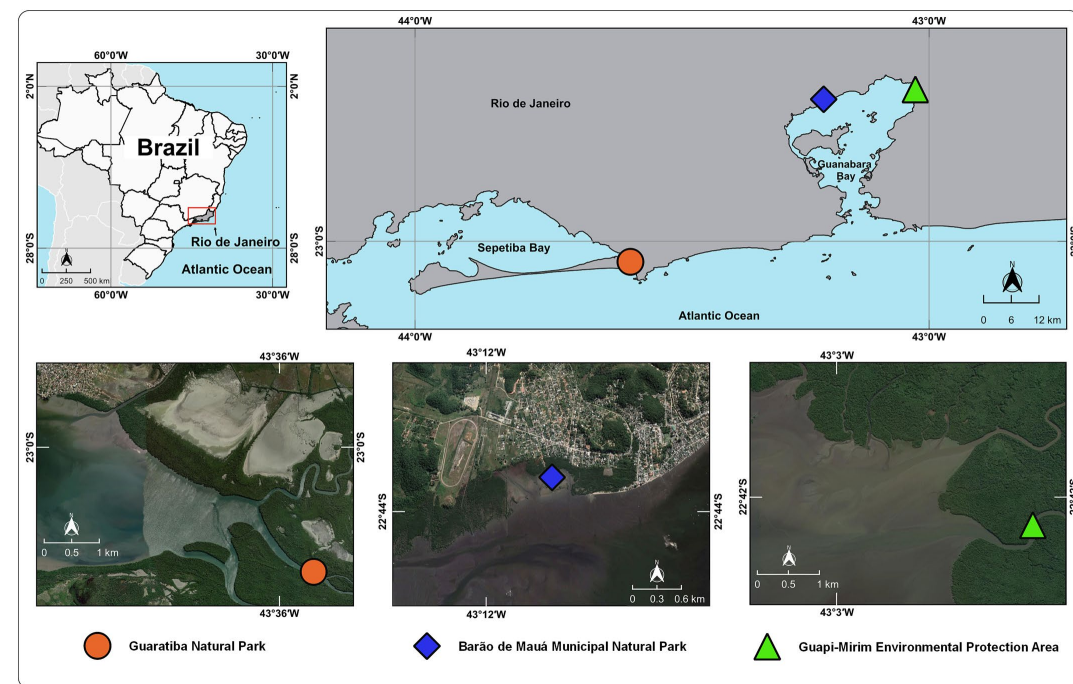 60°0'W 30°0'W
2°0'N 2°0'N
Brazil
Rio de Janeiro
Atlantic Ocean
28°0'S 28°0'S
N
0 250 500 km
60°0'W 30°0'W
44°0'W 43°0'W
Rio de Janeiro
Guanabara
Bay
23°0'S
Sepetiba Bay
N
Atlantic Ocean
0 6 12 km
44°0'W 43°0'W
43°36'W
23°0'S 23°0'S
N
0 0.5 1 km
43°36'W
43°12'W
22°44'S 22°44'S
N
0 0.3 0.6 km
43°12'W
43°3'W
22°42'S
N
0 0.5 1 km
43°3'W
Guaratiba Natural Park
Barão de Mauá Municipal Natural Park
Guapi-Mirim Environmental Protection Area